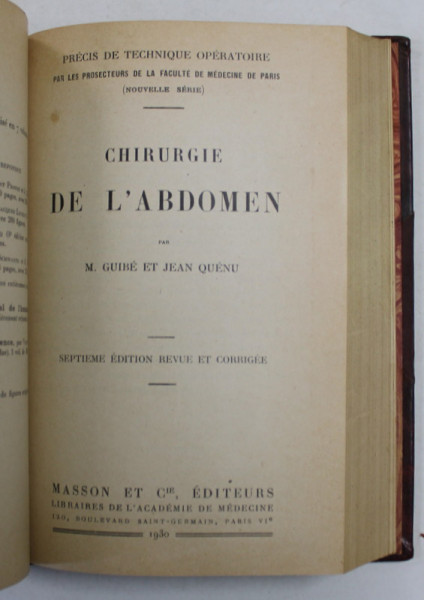 PRÉCIS DE TECHNIQUE OPÉRATOIRE
PAR LES PROSECTEURS DE LA FACULTÉ DE MÉDECINE DE PARIS
(NOUVELLE SÉRIE)
CHIRURGIE
DE L'ABDOMEN
PAR
M. GUIBÉ ET JEAN QUÉNU
SEPTIEME ÉDITION REVUE ET CORRIGÉE
MASSON ET Cie, ÉDITEURS
LIBRAIRES DE L'ACADÉMIE DE MÉDECINE
120, BOULEVARD SAINT-GERMAIN, PARIS VIe
1930